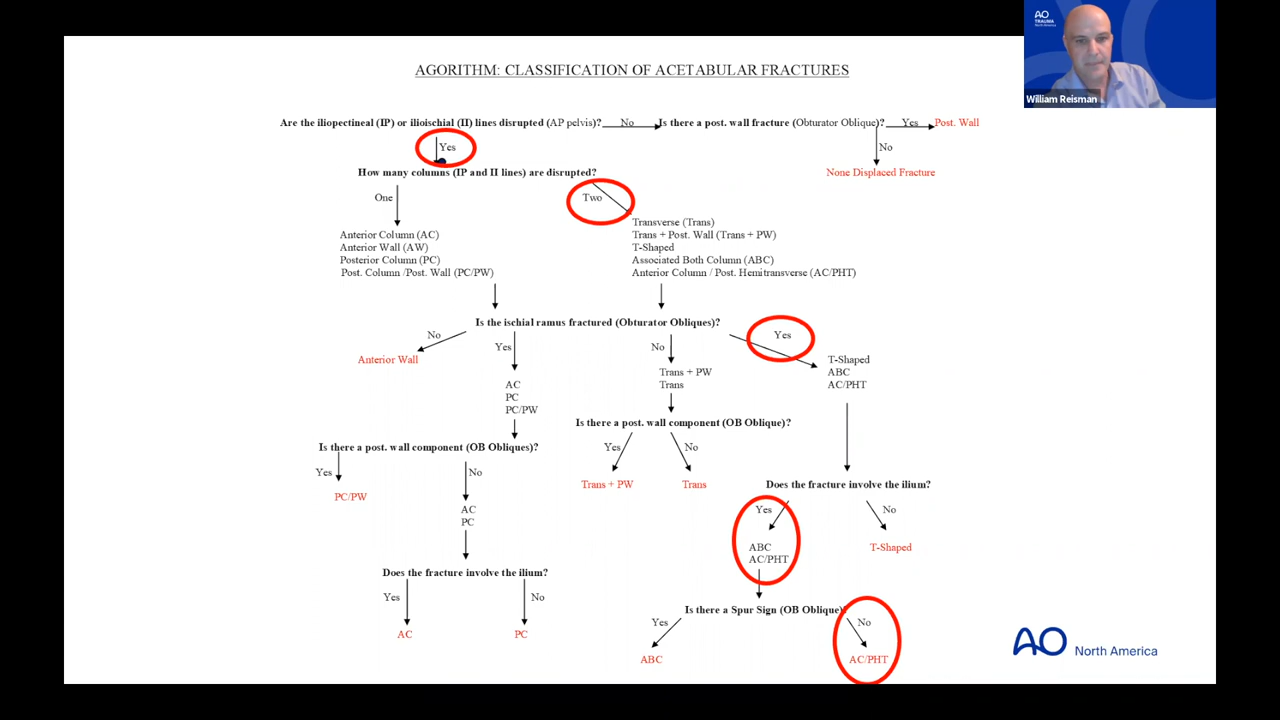 AO
TRAUMA
North America
William Reisman
AGORITHM: CLASSIFICATION OF ACETABULAR FRACTURES
Are the iliopectineal (IP) or ilioischial (II) lines disrupted (AP pelvis)? No Is there a post. wall fracture (Obturator Oblique)? Yes Post. Wall
Yes No
How many columns (IP and II lines) are disrupted? None Displaced Fracture
One Two
Transverse (Trans)
Trans + Post. Wall (Trans + PW)
T-Shaped
Associated Both Column (ABC)
Anterior Column / Post. Hemitransverse (AC/PHT)
Anterior Column (AC)
Anterior Wall (AW)
Posterior Column (PC)
Post. Column /Post. Wall (PC/PW)
Is the ischial ramus fractured (Obturator Obliques)?
No Yes No Yes
Anterior Wall
AC
PC
PC/PW
Trans + PW
Trans
T-Shaped
ABC
AC/PHT
Is there a post. wall component (OB Oblique)?
Yes No
Trans + PW Trans
Is there a post. wall component (OB Obliques)?
Yes No
PC/PW
AC
PC
Does the fracture involve the ilium?
Yes No
ABC
AC/PHT
T-Shaped
Does the fracture involve the ilium?
Yes No
AC PC
Is there a Spur Sign (OB Oblique)?
Yes No
ABC AC/PHT
AO North America